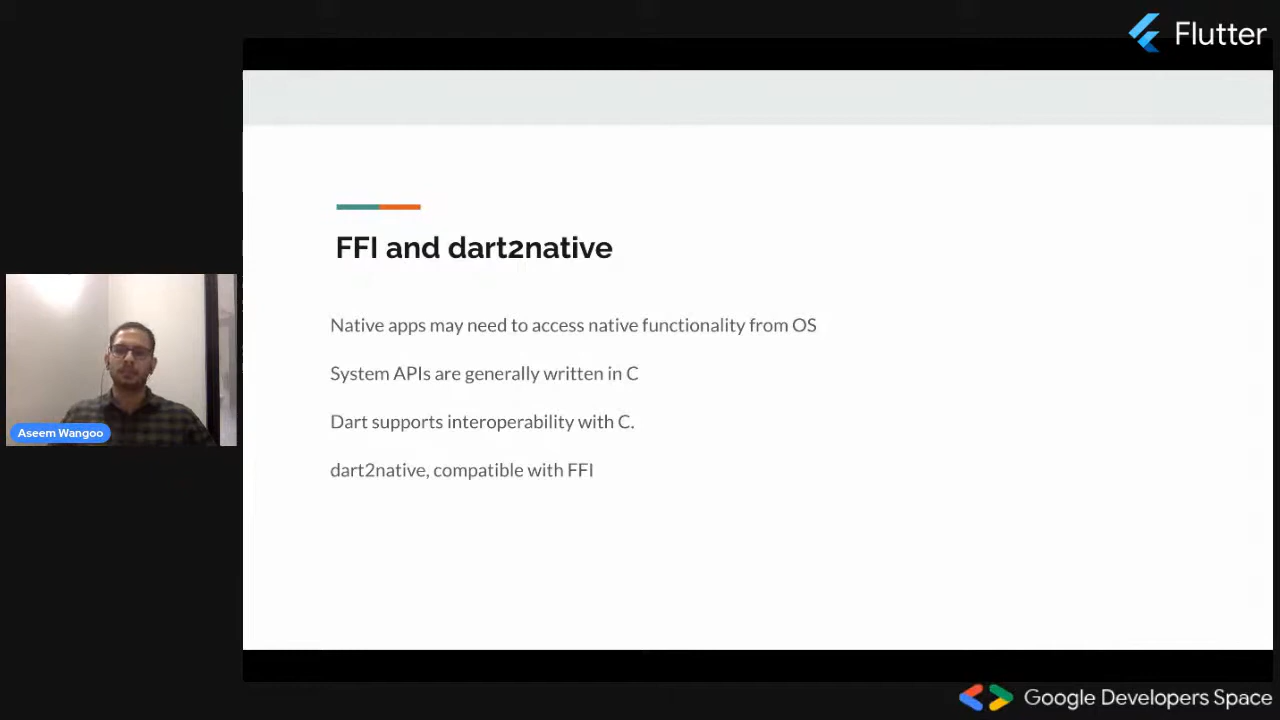 Flutter
FFI and dart2native
Native apps may need to access native functionality from OS
System APIs are generally written in C
Dart supports interoperability with C.
dart2native, compatible with FFI
Aseem Wangoo
Google Developers Space